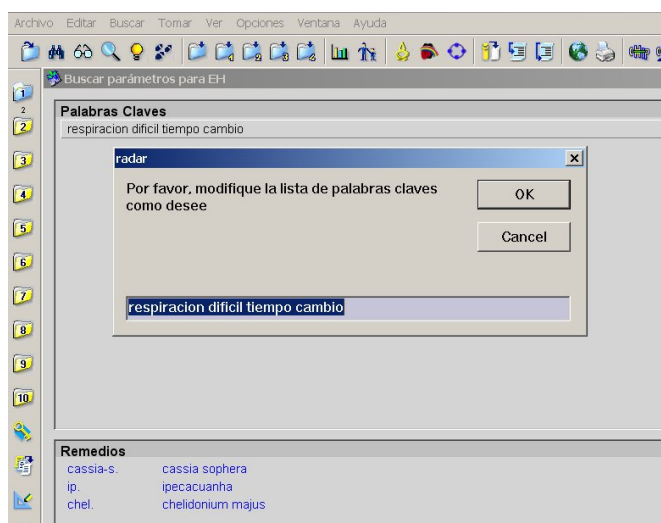 Archivo Editar Buscar Tomar Ver Opciones Ventana Ayuda
Buscar parámetros para EH
1
2
2
3
4
5
6
7
8
9
10
Palabras Claves
respiracion dificil tiempo cambio
radar
Por favor, modifique la lista de palabras claves
como desee
OK
Cancel
respiracion dificil tiempo cambio
Remedios
cassia-s. cassia sophera
ip. ipecacuanha
chel. chelidonium majus